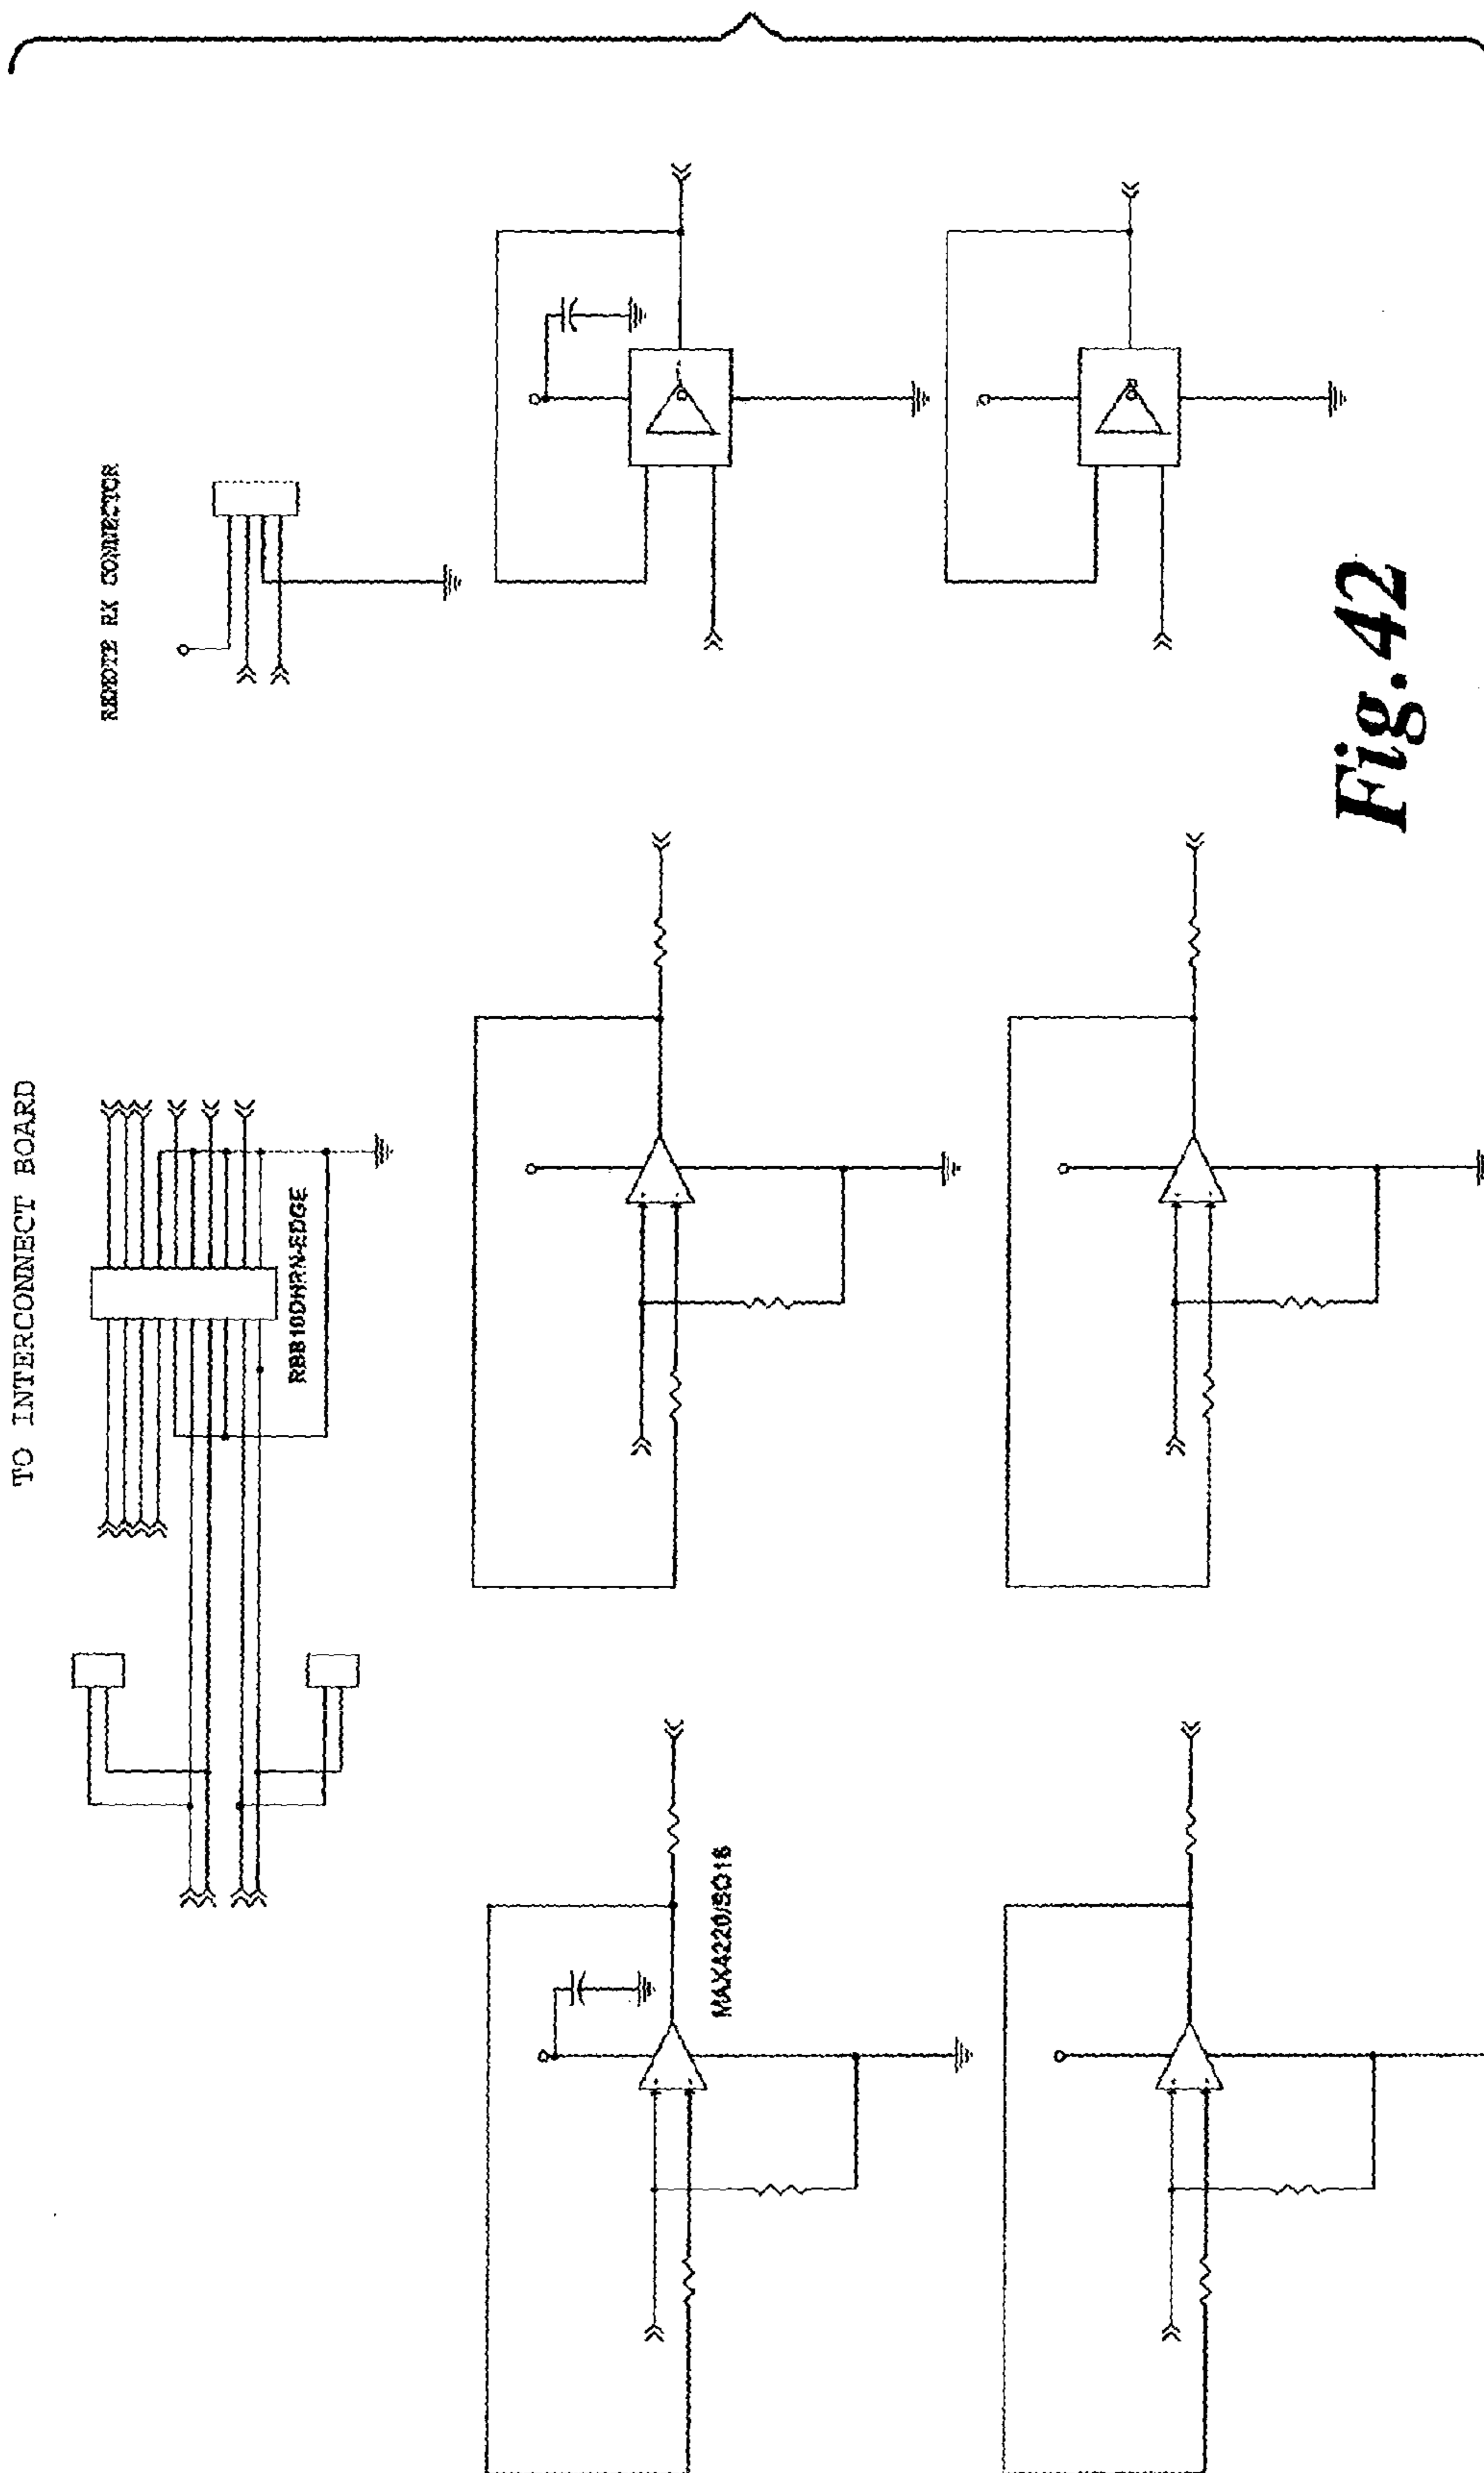 TO INTERCONNECT BOARD
REMOTE RX CONNECTOR
RBB10DHRN-EDGE
MAX4220/SO16
Fig. 42